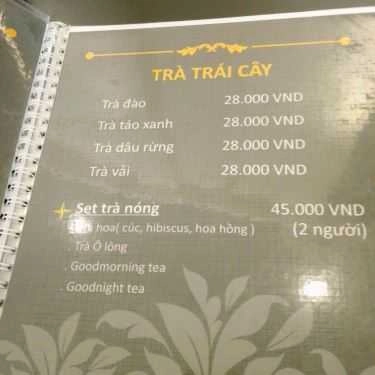 TRÀ TRÁI CÂY
Trà đào 28.000 VND
Trà táo xanh 28.000 VND
Trà dâu rừng 28.000 VND
Trà vải 28.000 VND
Set trà nóng 45.000 VND
hoa( cúc, hibiscus, hoa hồng ) (2 người)
. Trà Ô lông
. Goodmorning tea
. Goodnight tea